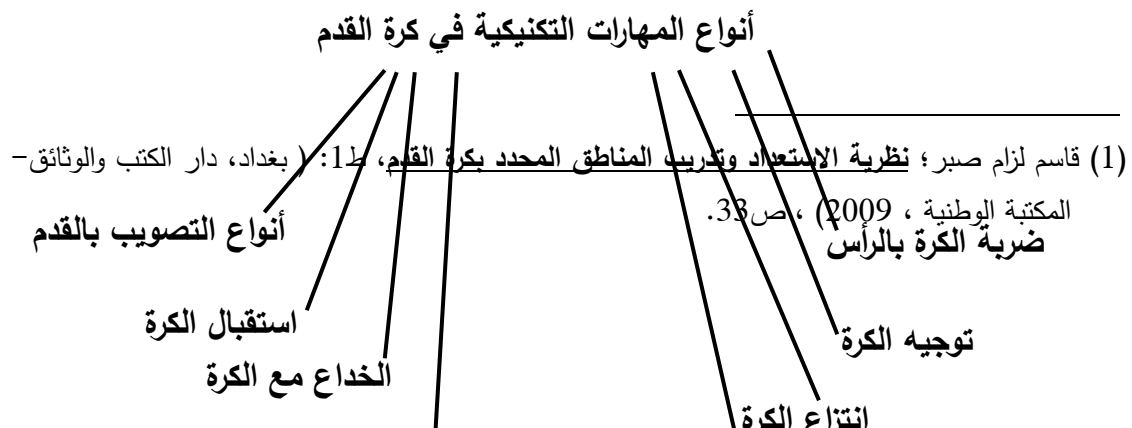 أنواع المهارات التكنيكية في كرة القدم
(1) قاسم لزام صبر؛ نظرية الاستعداد وتدريب المناطق المحدد بكرة القدم، ط1: ( بغداد، دار الكتب والوثائق-
المكتبة الوطنية ، 2009) ، ص33.
أنواع التصويب بالقدم
ضربة الكرة بالرأس
استقبال الكرة
توجيه الكرة
الخداع مع الكرة
انتزاع الكرة